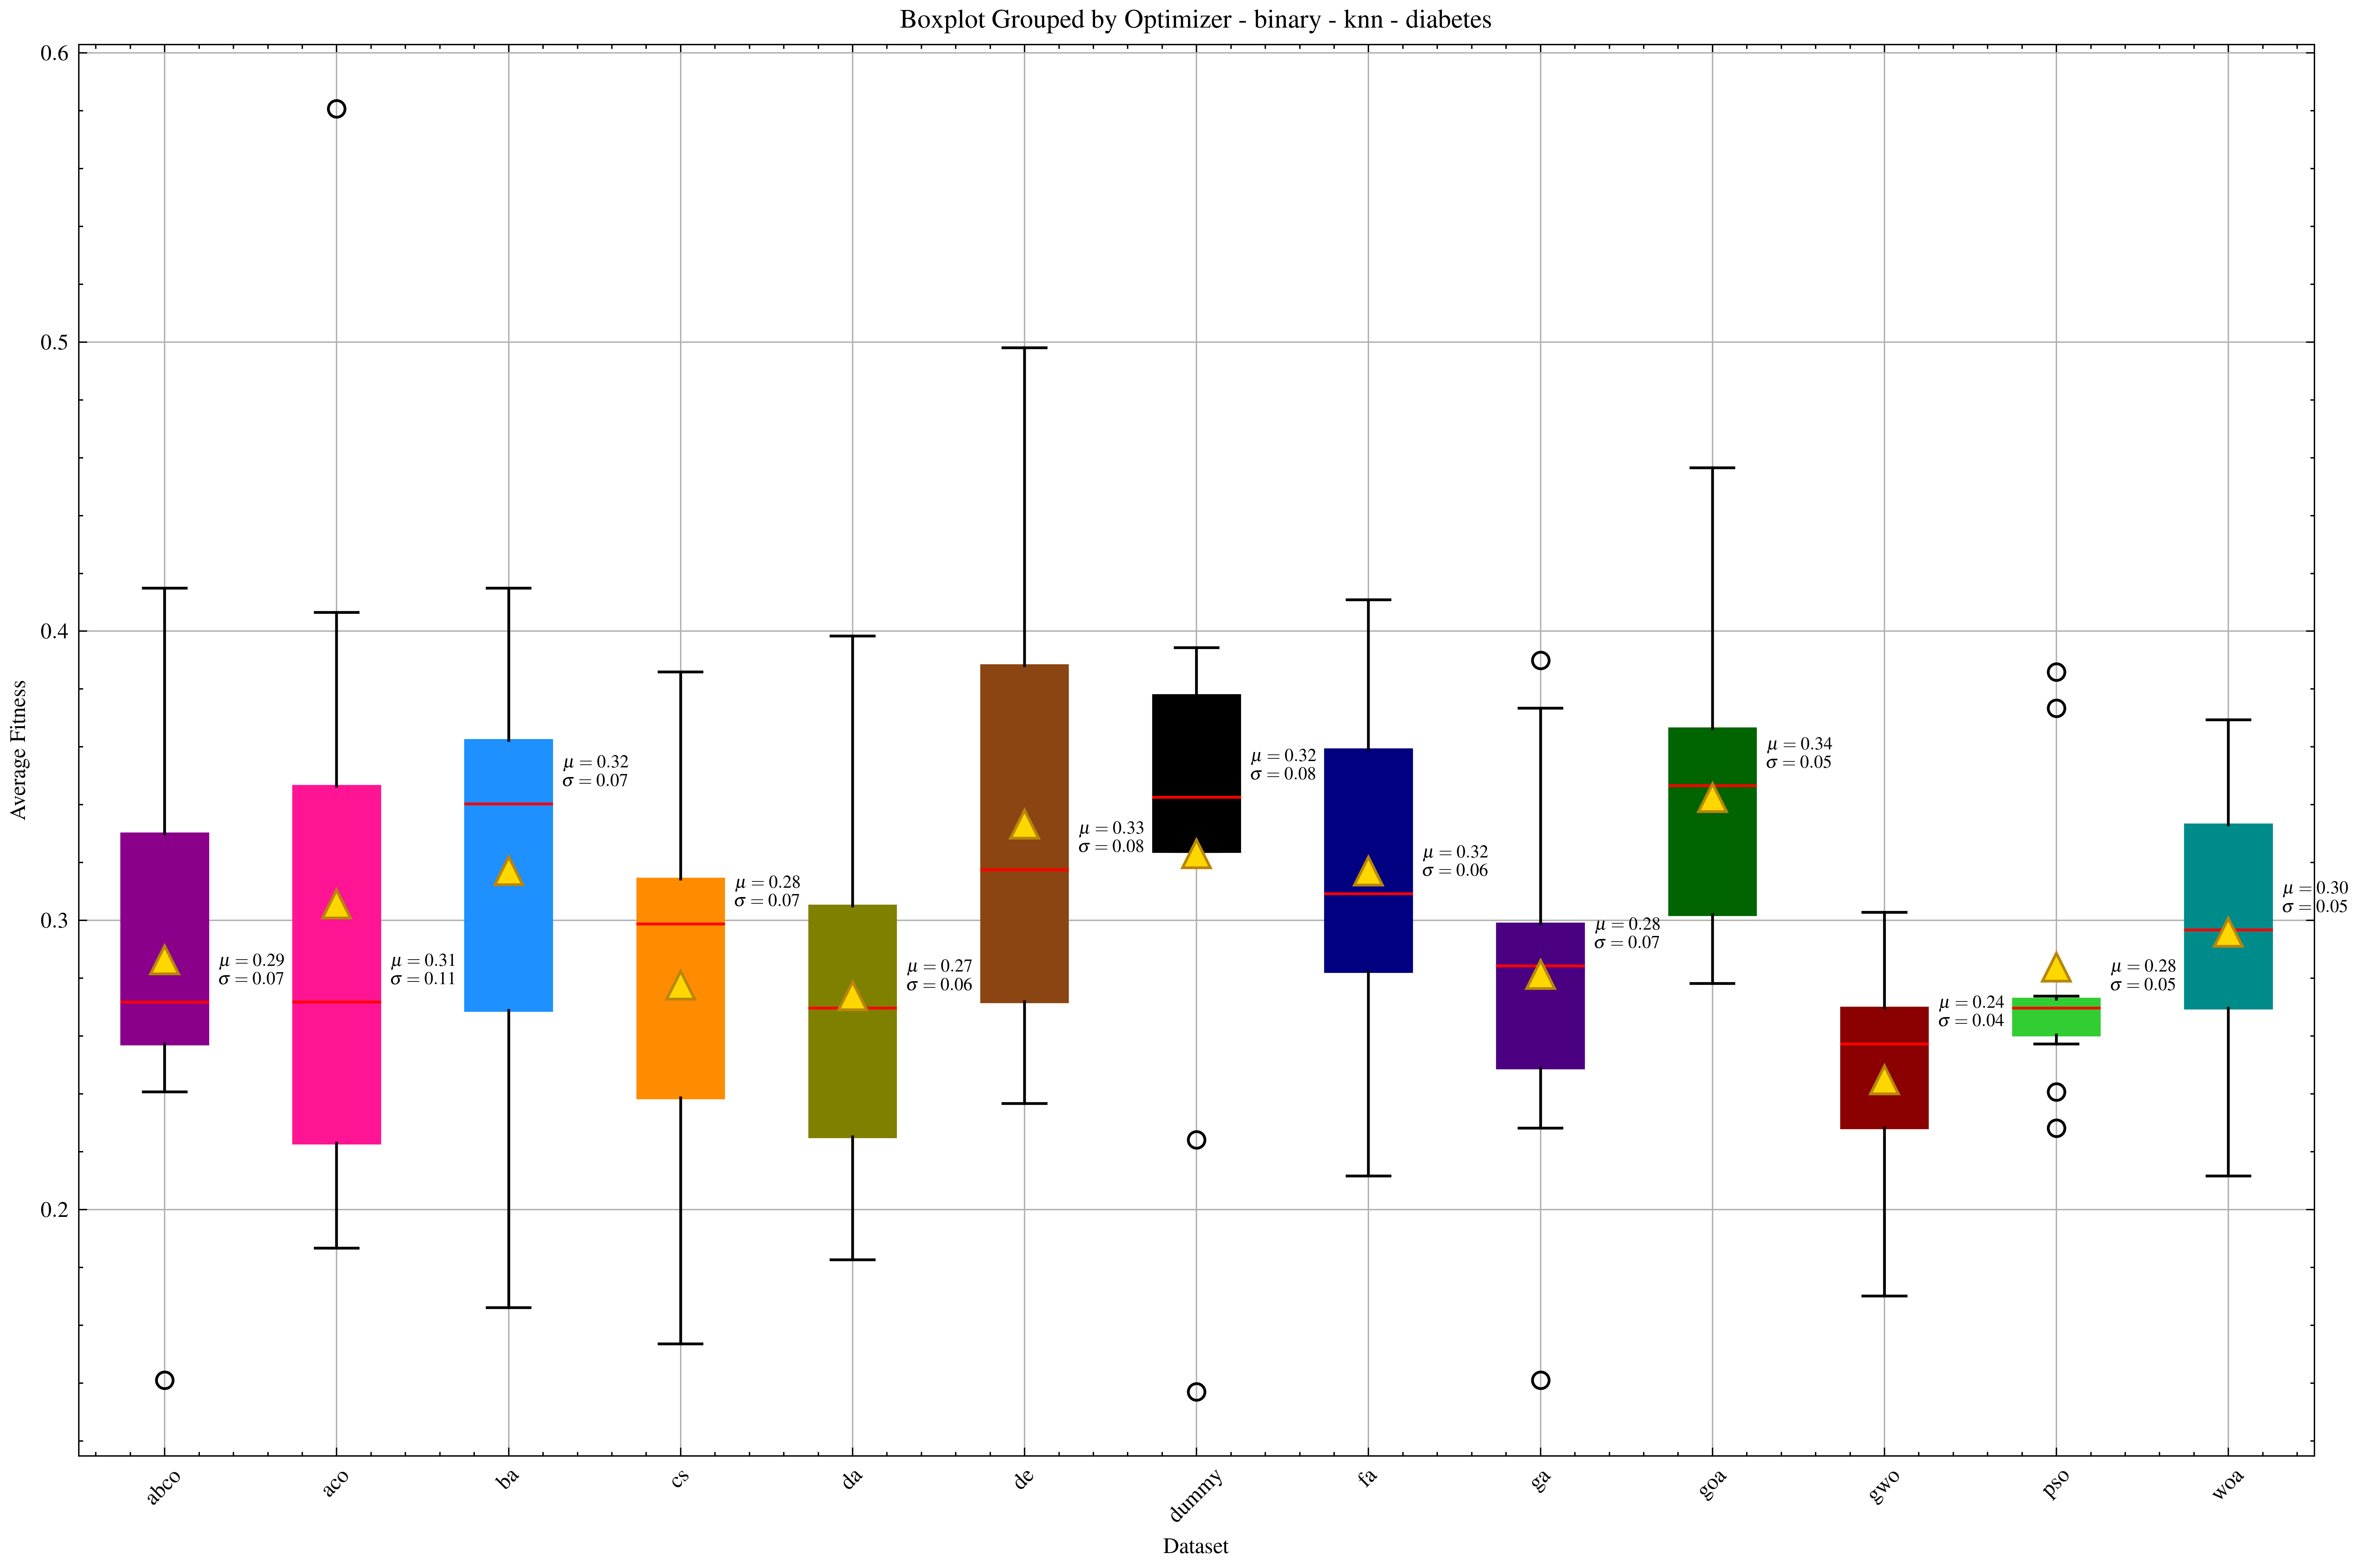 Boxplot Grouped by Optimizer - binary - knn - diabetes
Average Fitness
0.6
0.5
0.4
0.3
0.2
μ = 0.29
σ = 0.07
μ = 0.31
σ = 0.11
μ = 0.32
σ = 0.07
μ = 0.28
σ = 0.07
μ = 0.27
σ = 0.06
μ = 0.33
σ = 0.08
μ = 0.32
σ = 0.08
μ = 0.32
σ = 0.06
μ = 0.28
σ = 0.07
μ = 0.34
σ = 0.05
μ = 0.24
σ = 0.04
μ = 0.28
σ = 0.05
μ = 0.30
σ = 0.05
abco
aco
ba
cs
da
de
dummy
fa
ga
goa
gwo
pso
woa
Dataset